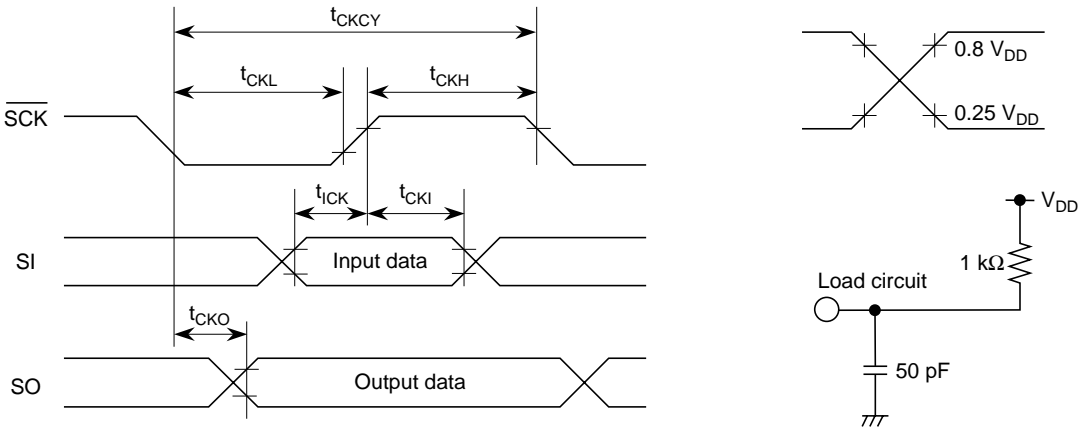 tCKCY
tCKL
tCKH
SCK
tICK
tCKI
SI
Input data
tCKO
SO
Output data
0.8 VDD
0.25 VDD
VDD
1 kΩ
Load circuit
50 pF